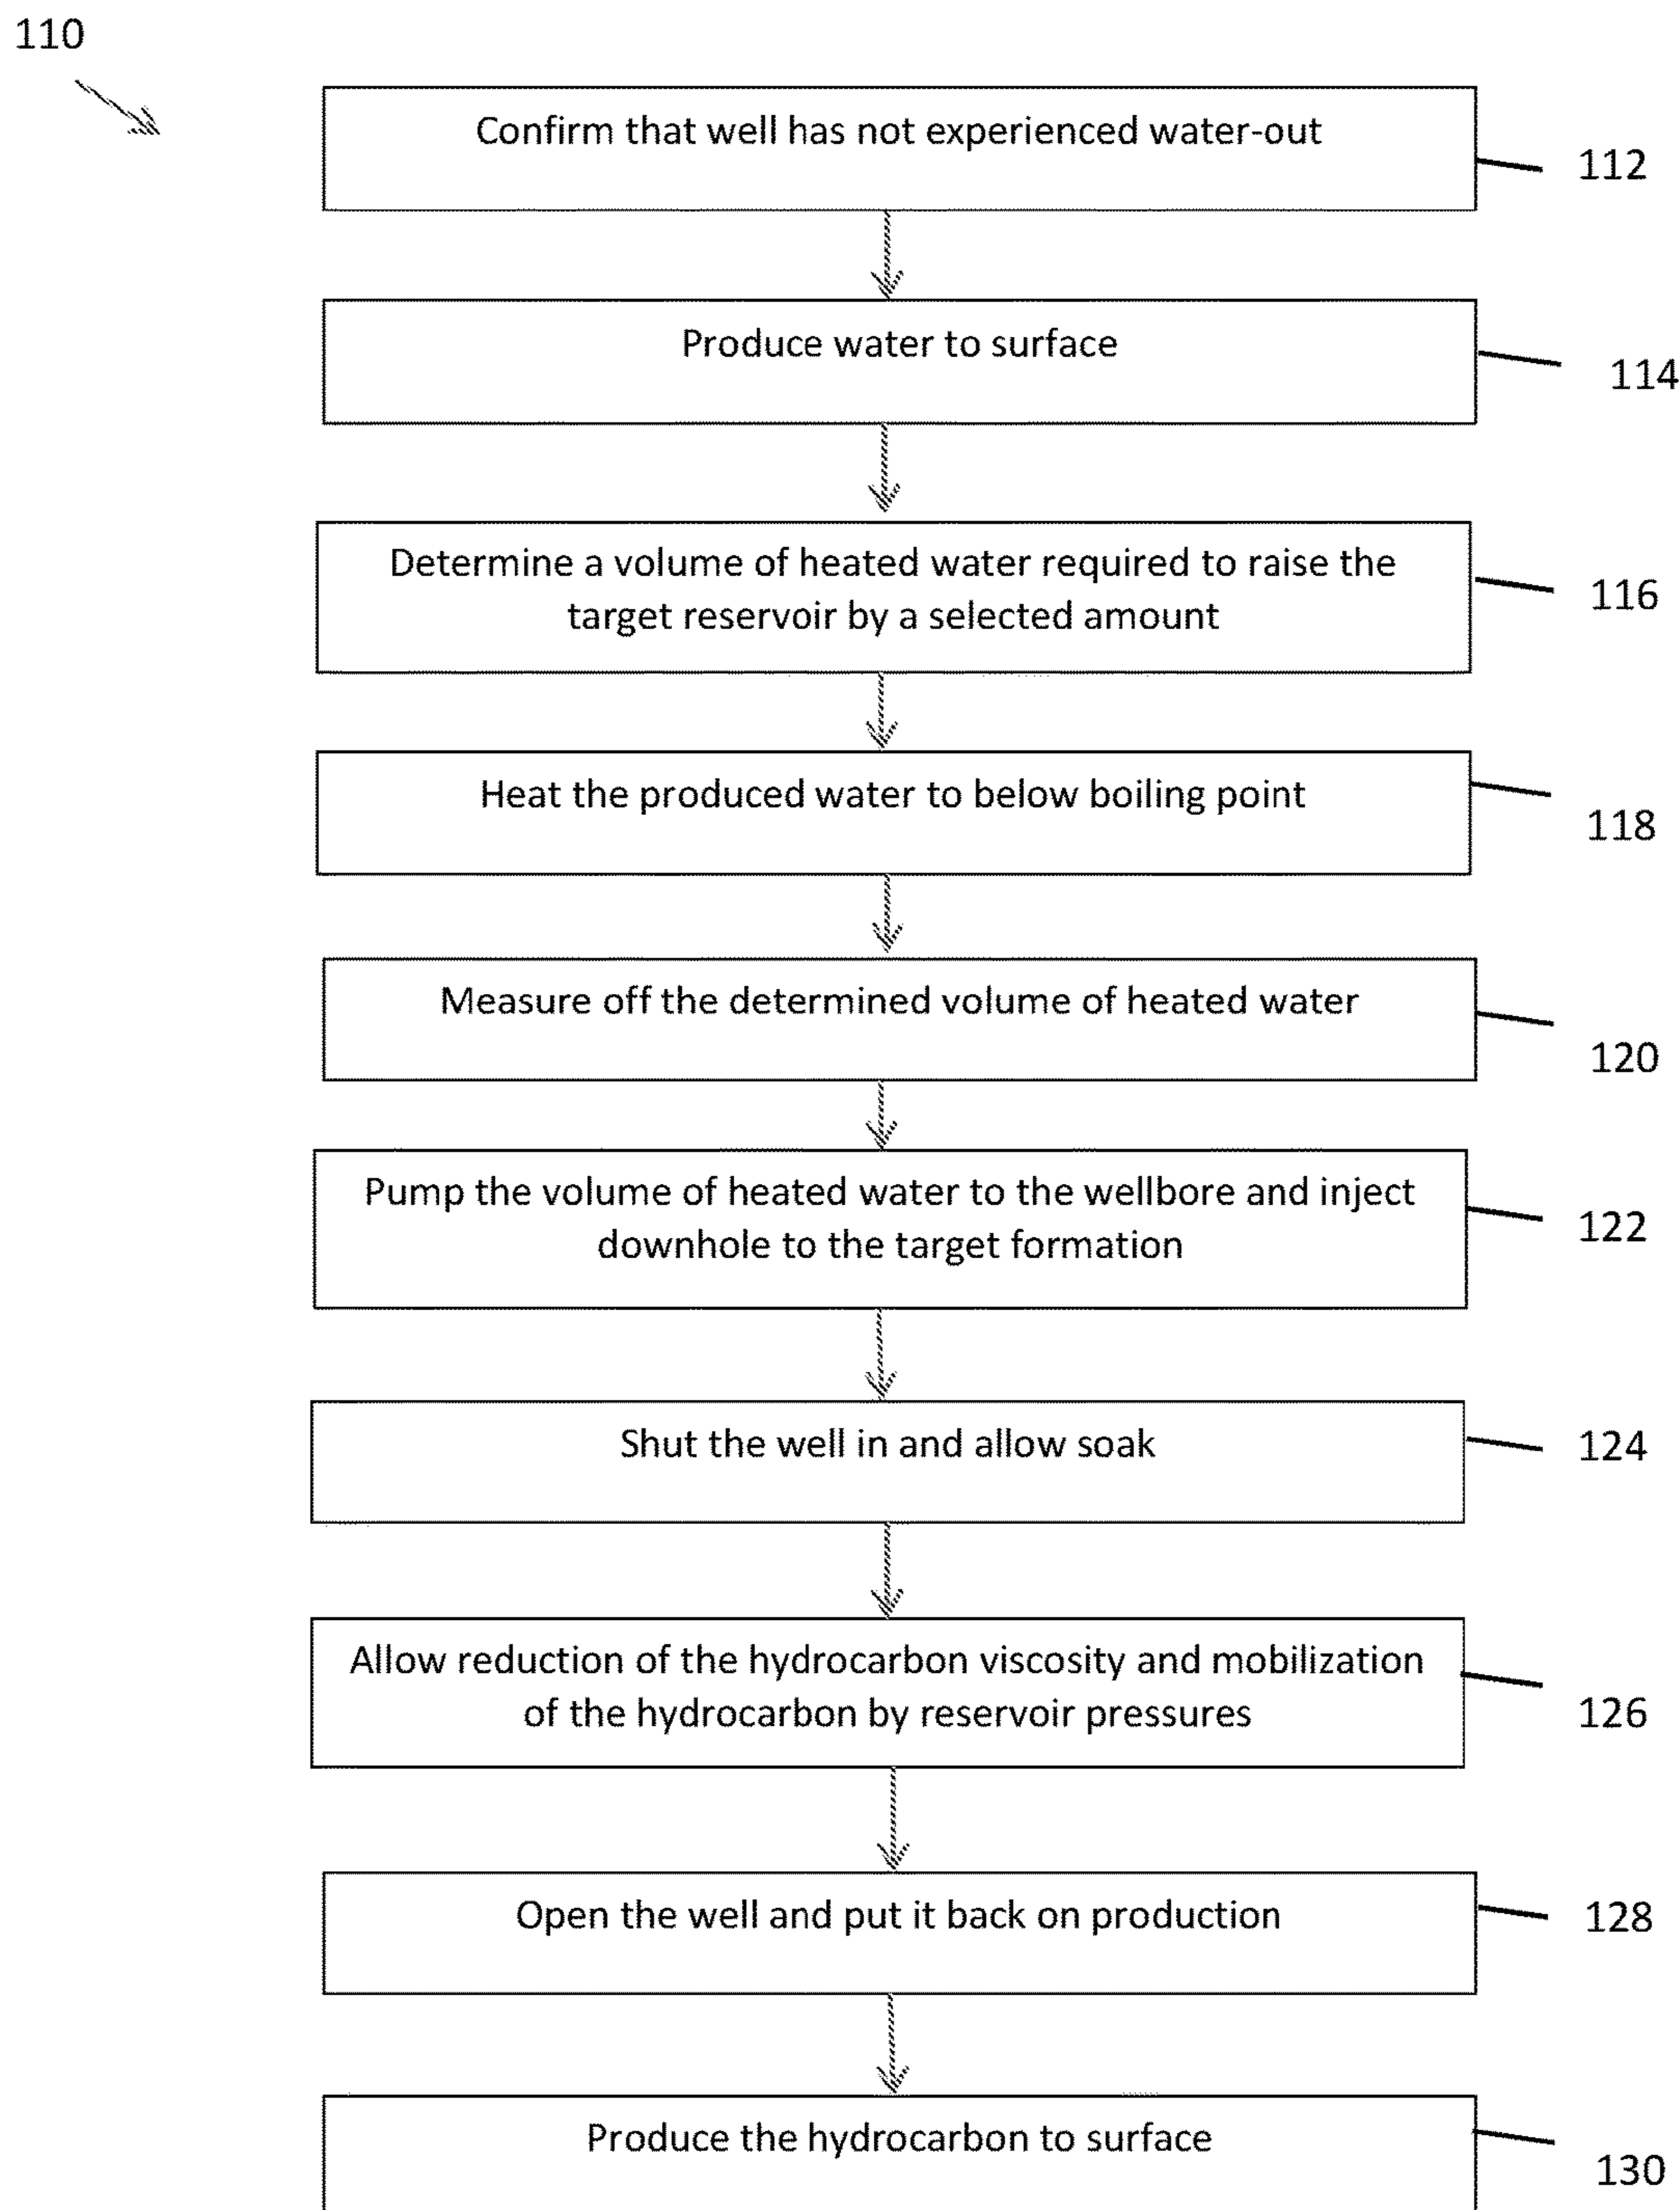 110
Confirm that well has not experienced water-out
112
Produce water to surface
114
Determine a volume of heated water required to raise the
target reservoir by a selected amount
116
Heat the produced water to below boiling point
118
Measure off the determined volume of heated water
120
Pump the volume of heated water to the wellbore and inject
downhole to the target formation
122
Shut the well in and allow soak
124
Allow reduction of the hydrocarbon viscosity and mobilization
of the hydrocarbon by reservoir pressures
126
Open the well and put it back on production
128
Produce the hydrocarbon to surface
130